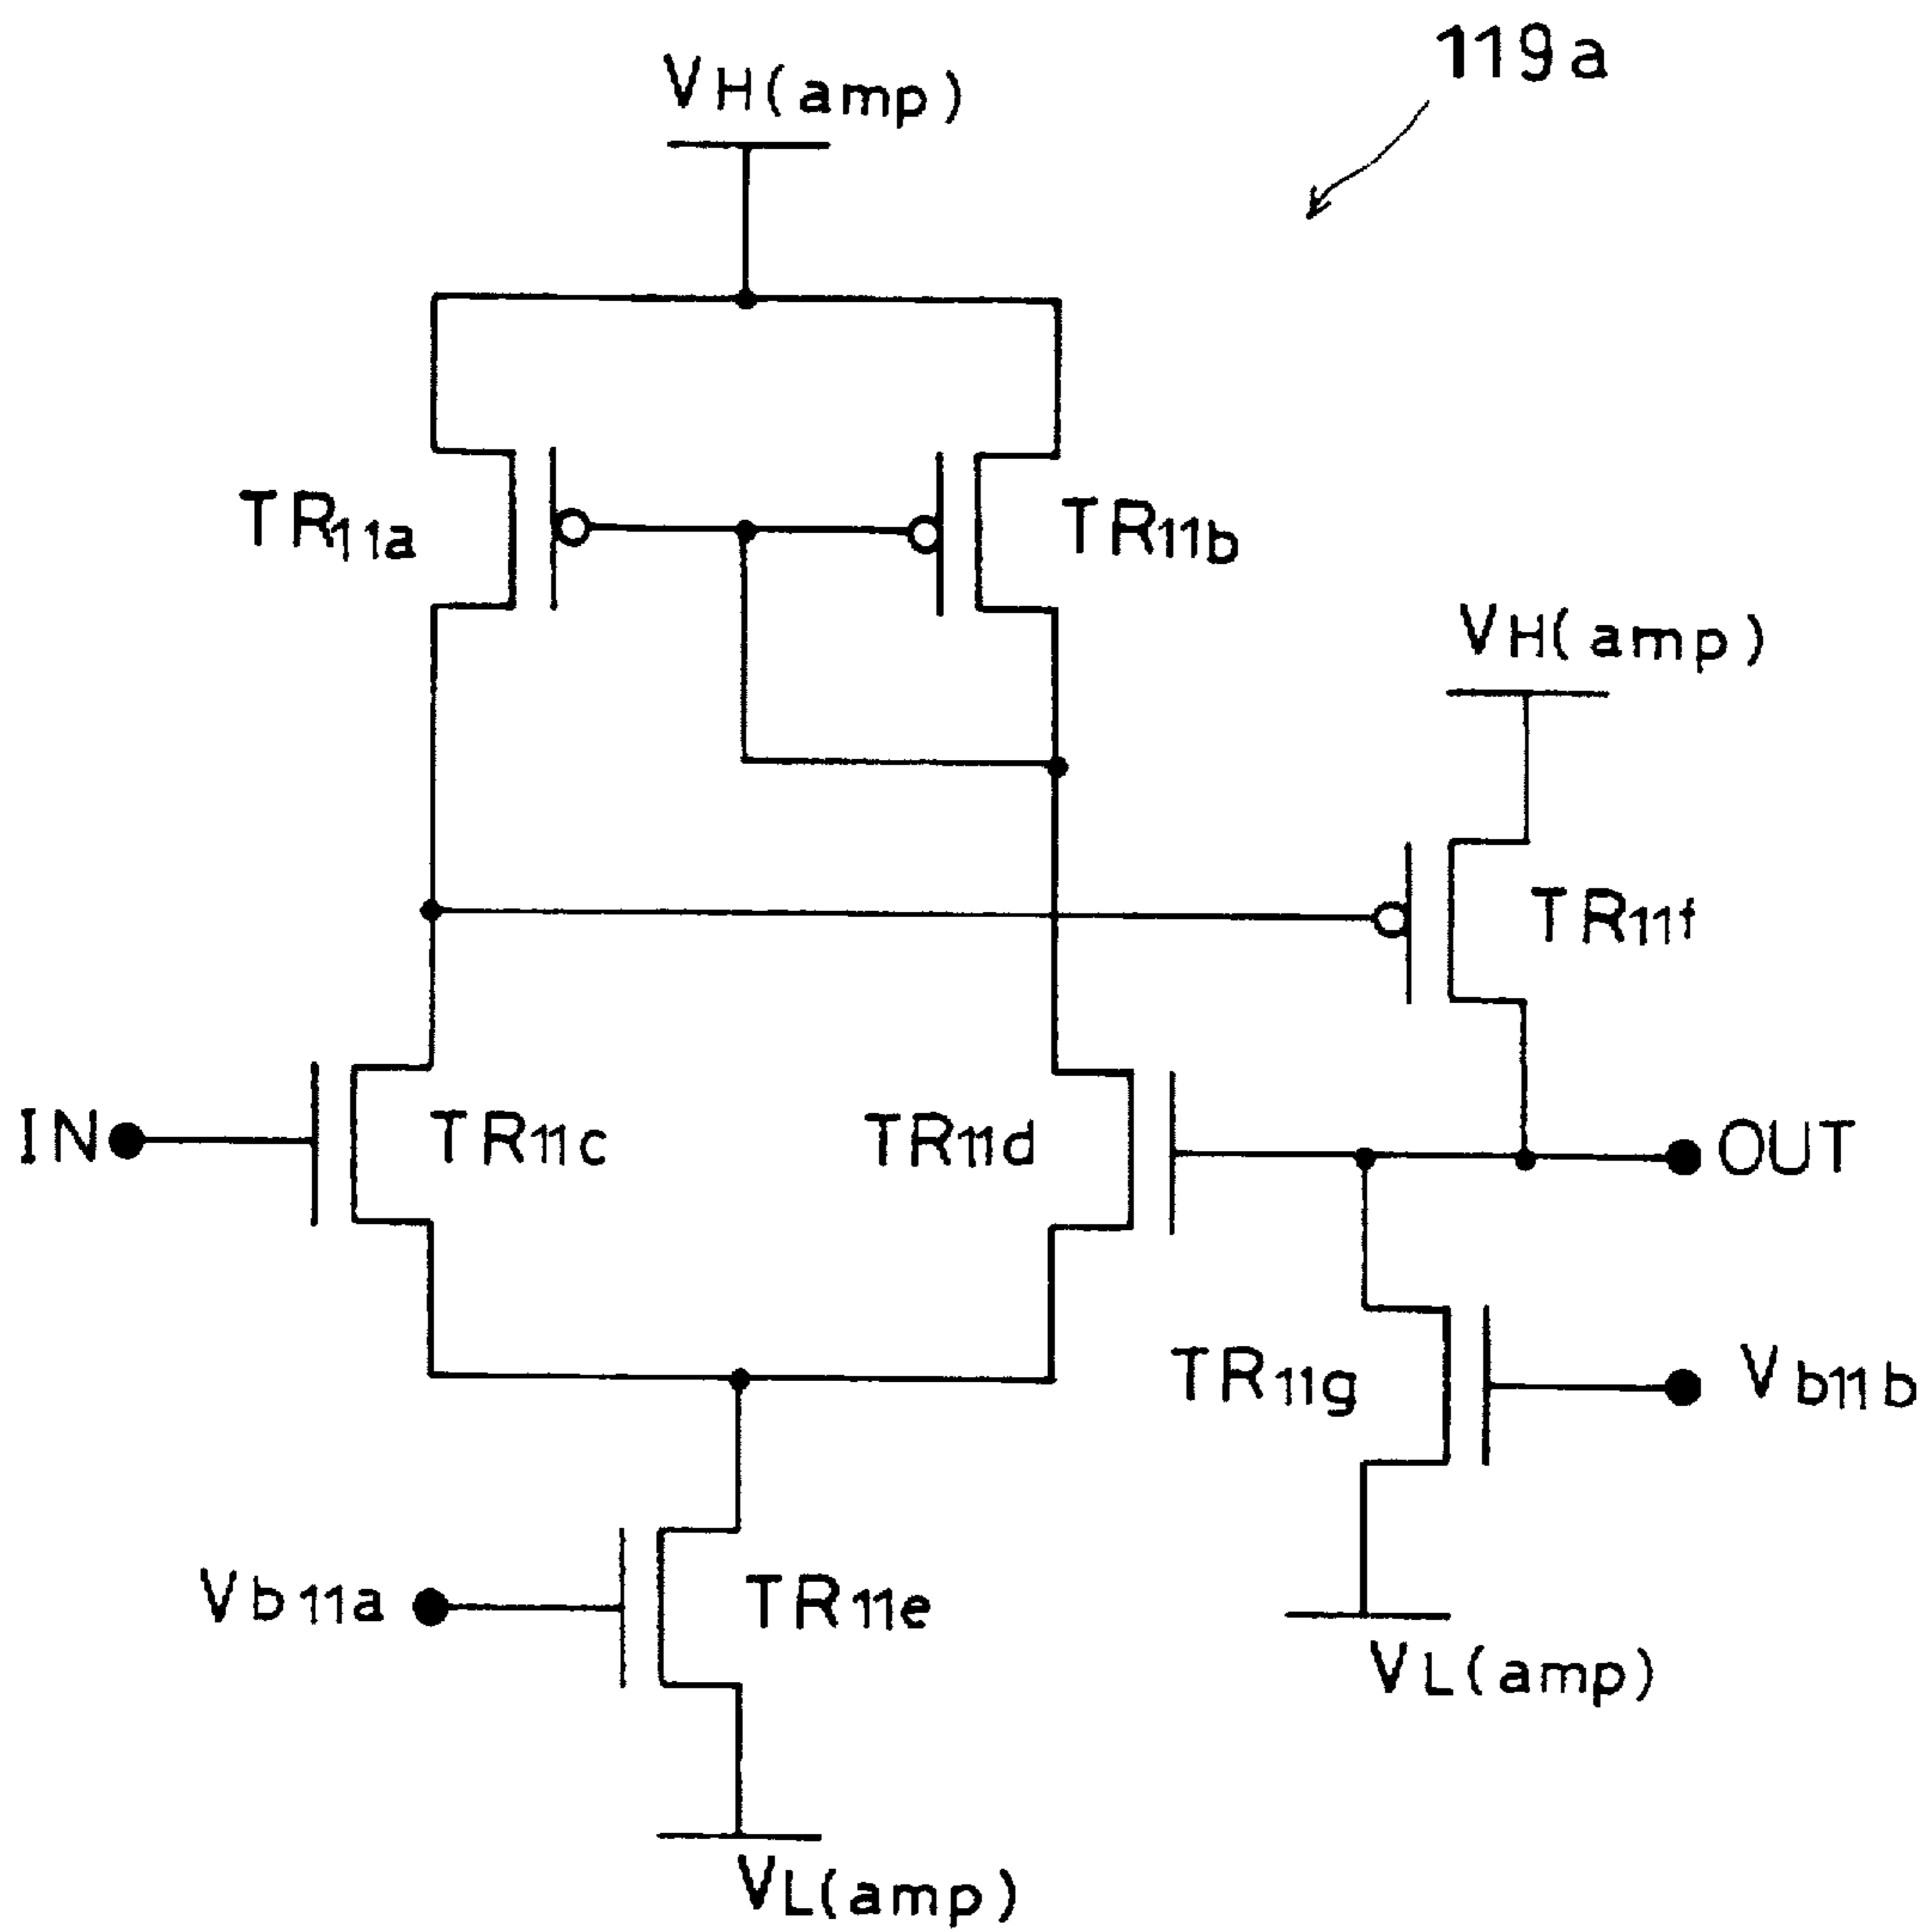 119a
VH(amp)
TR11a
TR11b
VH(amp)
TR11f
IN
TR11c
TR11d
OUT
TR11g
Vb11b
Vb11a
TR11e
VL(amp)
VL(amp)